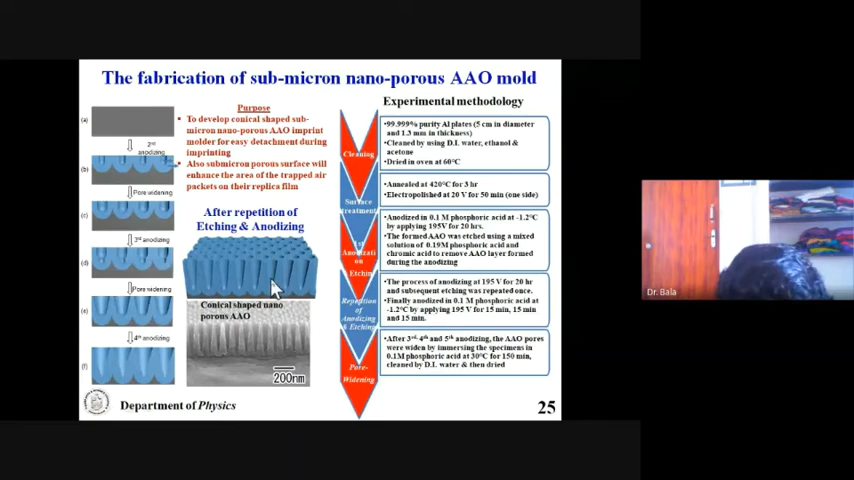 The fabrication of sub-micron nano-porous AAO mold
Purpose
• To develop conical shaped sub-
micron nano-porous AAO imprint
molder for easy detachment during
imprinting
• Also submicron porous surface will
enhance the area of the trapped air
packets on their replica film
After repetition of
Etching & Anodizing
Conical shaped nano
porous AAO
200nm
(a)
2nd
anodizing
(b)
Pore widening
(c)
3rd anodizing
(d)
Pore widening
(e)
4th anodizing
(f)
Experimental methodology
Cleaning
•99.999% purity Al plates (5 cm in diameter
and 1.3 mm in thickness)
•Cleaned by using D.I. water, ethanol &
acetone
•Dried in oven at 60°C
Surface
treatment
•Annealed at 420°C for 3 hr
•Electropolished at 20 V for 50 min (one side)
1st
Anodizati
on
Etching
•Anodized in 0.1 M phosphoric acid at -1.2°C
by applying 195V for 20 hrs.
•The formed AAO was etched using a mixed
solution of 0.19M phosphoric acid and
chromic acid to remove AAO layer formed
during the anodizing
Repetition
of
Anodizing
& Etching
•The process of anodizing at 195 V for 20 hr
and subsequent etching was repeated once.
•Finally anodized in 0.1 M phosphoric acid at
-1.2°C by applying 195V for 15 min, 15 min
and 15 min.
Pore-
Widening
•After 3rd, 4th and 5th anodizing, the AAO pores
were widen by immersing the specimens in
0.1M phosphoric acid at 30°C for 150 min,
cleaned by D.I. water & then dried
Department of Physics
25
Dr. Bala